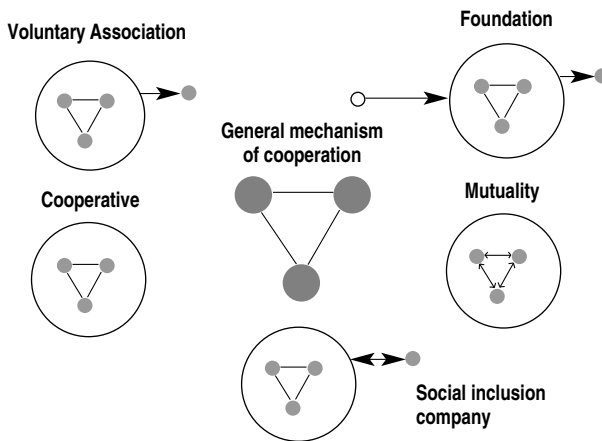 Voluntary Association
Foundation
General mechanism
of cooperation
Cooperative
Mutuality
Social inclusion
company